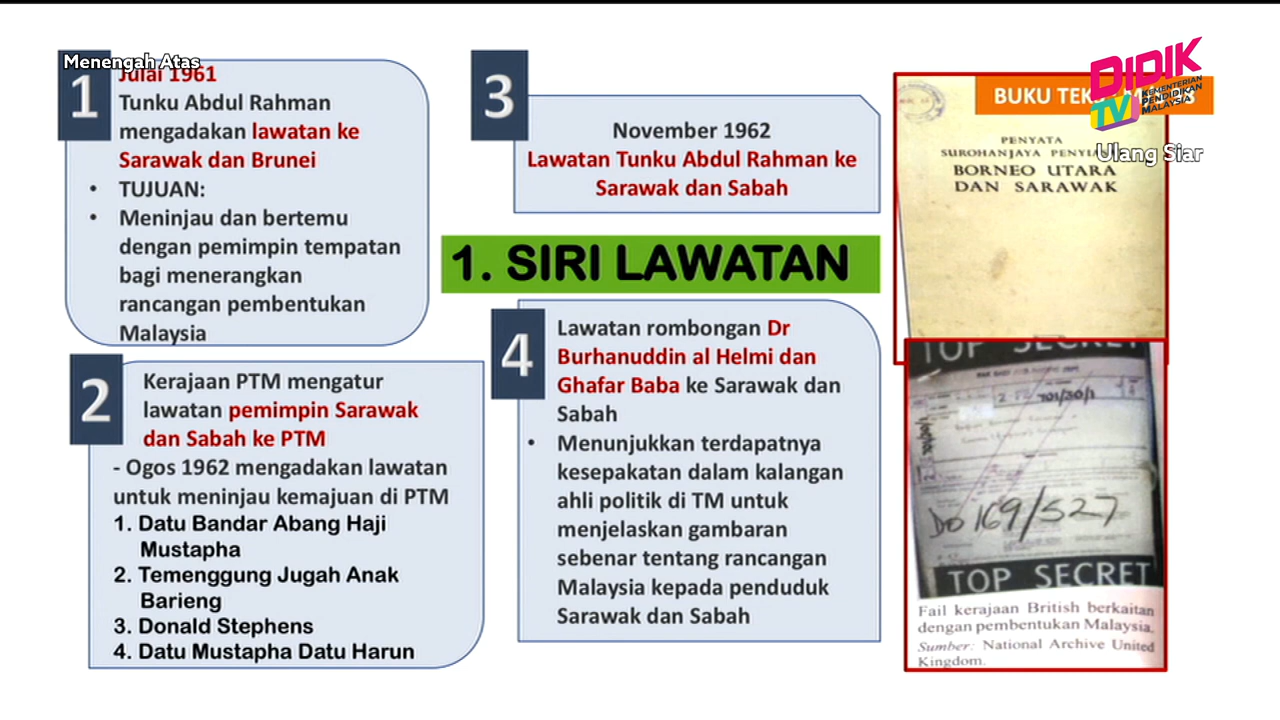 Menengah Atas
1
Julai 1961
Tunku Abdul Rahman
mengadakan lawatan ke
Sarawak dan Brunei
• TUJUAN:
• Meninjau dan bertemu
dengan pemimpin tempatan
bagi menerangkan
rancangan pembentukan
Malaysia
2
Kerajaan PTM mengatur
lawatan pemimpin Sarawak
dan Sabah ke PTM
- Ogos 1962 mengadakan lawatan
untuk meninjau kemajuan di PTM
1. Datu Bandar Abang Haji
Mustapha
2. Temenggung Jugah Anak
Barieng
3. Donald Stephens
4. Datu Mustapha Datu Harun
3
November 1962
Lawatan Tunku Abdul Rahman ke
Sarawak dan Sabah
1. SIRI LAWATAN
4
Lawatan rombongan Dr
Burhanuddin al Helmi dan
Ghafar Baba ke Sarawak dan
Sabah
• Menunjukkan terdapatnya
kesepakatan dalam kalangan
ahli politik di TM untuk
menjelaskan gambaran
sebenar tentang rancangan
Malaysia kepada penduduk
Sarawak dan Sabah
DIDIK
TV
KEMENTERIAN
PENDIDIKAN
MALAYSIA
BUKU
Ulang Siar
PENYATA
SUROHANJAYA
BORNEO UTARA
DAN SARAWAK
TOP SECRET
701/30/1
DO 169/527
TOP SECRET
Fail kerajaan British berkaitan
dengan pembentukan Malaysia.
Sumber: National Archive United
Kingdom.